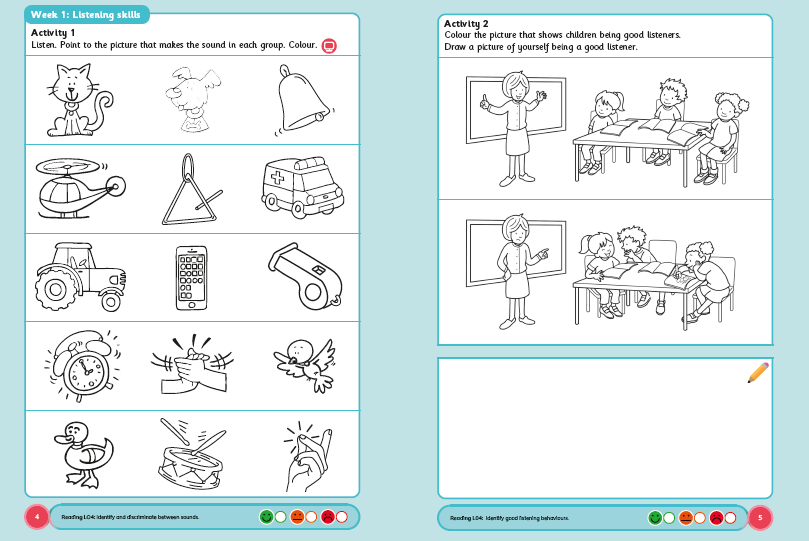 Week 1: Listening skills
Activity 1
Listen. Point to the picture that makes the sound in each group. Colour.
4
Reading LO4: Identify and discriminate between sounds.
Activity 2
Colour the picture that shows children being good listeners.
Draw a picture of yourself being a good listener.
Reading LO4: Identify good listening behaviours.
5